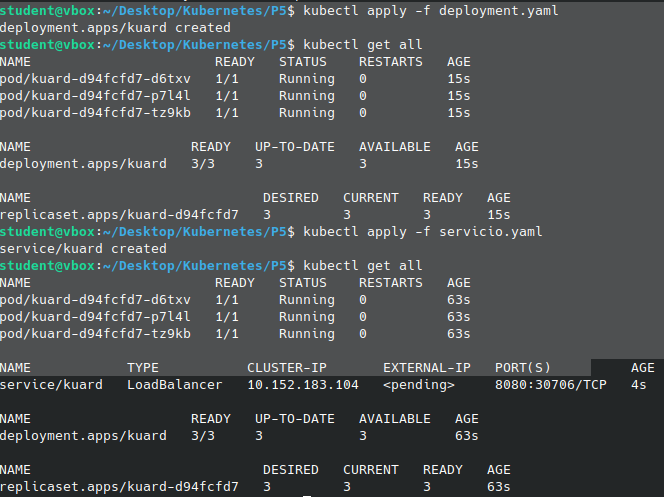 student@vbox:~/Desktop/Kubernetes/P5$ kubectl apply -f deployment.yaml
deployment.apps/kuard created
student@vbox:~/Desktop/Kubernetes/P5$ kubectl get all
NAME READY STATUS RESTARTS AGE
pod/kuard-d94fcfd7-d6txv 1/1 Running 0 15s
pod/kuard-d94fcfd7-p7l4l 1/1 Running 0 15s
pod/kuard-d94fcfd7-tz9kb 1/1 Running 0 15s
NAME READY UP-TO-DATE AVAILABLE AGE
deployment.apps/kuard 3/3 3 3 15s
NAME DESIRED CURRENT READY AGE
replicaset.apps/kuard-d94fcfd7 3 3 3 15s
student@vbox:~/Desktop/Kubernetes/P5$ kubectl apply -f servicio.yaml
service/kuard created
student@vbox:~/Desktop/Kubernetes/P5$ kubectl get all
NAME READY STATUS RESTARTS AGE
pod/kuard-d94fcfd7-d6txv 1/1 Running 0 63s
pod/kuard-d94fcfd7-p7l4l 1/1 Running 0 63s
pod/kuard-d94fcfd7-tz9kb 1/1 Running 0 63s
NAME TYPE CLUSTER-IP EXTERNAL-IP PORT(S) AGE
service/kuard LoadBalancer 10.152.183.104 <pending> 8080:30706/TCP 4s
NAME READY UP-TO-DATE AVAILABLE AGE
deployment.apps/kuard 3/3 3 3 63s
NAME DESIRED CURRENT READY AGE
replicaset.apps/kuard-d94fcfd7 3 3 3 63s